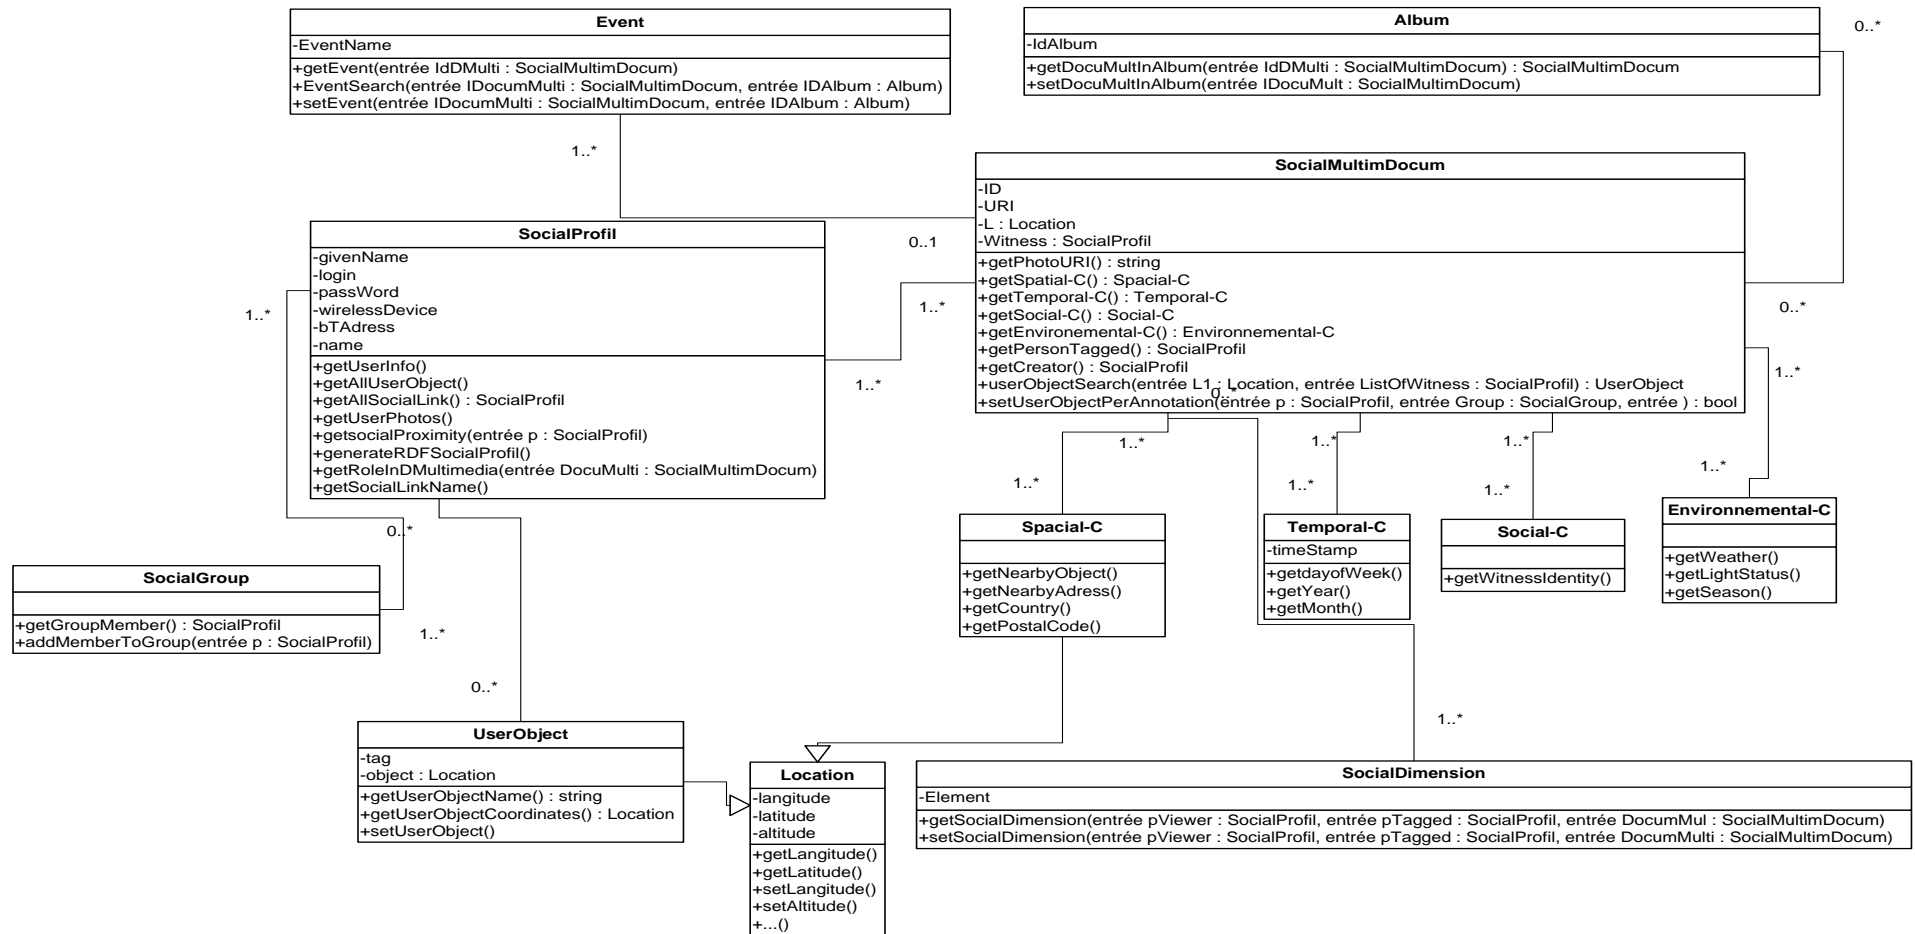 Event
-EventName
+getEvent(entrée IdDMulti : SocialMultimDocum)
+EventSearch(entrée IDocumMulti : SocialMultimDocum, entrée IDAlbum : Album)
+setEvent(entrée IDocumMulti : SocialMultimDocum, entrée IDAlbum : Album)
Album
-IdAlbum
+getDocuMultInAlbum(entrée IdDMulti : SocialMultimDocum) : SocialMultimDocum
+setDocuMultInAlbum(entrée IDocuMult : SocialMultimDocum)
0..*
1..*
SocialMultimDocum
-ID
-URI
-L : Location
-Witness : SocialProfil
+getPhotoURI() : string
+getSpatial-C() : Spacial-C
+getTemporal-C() : Temporal-C
+getSocial-C() : Social-C
+getEnvironemental-C() : Environnemental-C
+getPersonTagged() : SocialProfil
+getCreator() : SocialProfil
+userObjectSearch(entrée L1 : Location, entrée ListOfWitness : SocialProfil) : UserObject
+setUserObjectPerAnnotation(entrée p : SocialProfil, entrée Group : SocialGroup, entrée ) : bool
0..*
0..1
1..*
0..*
1..*
SocialProfil
-givenName
-login
-passWord
-wirelessDevice
-bTAdress
-name
+getUserInfo()
+getAllUserObject()
+getAllSocialLink() : SocialProfil
+getUserPhotos()
+getsocialProximity(entrée p : SocialProfil)
+generateRDFSocialProfil()
+getRoleInDMultimedia(entrée DocuMulti : SocialMultimDocum)
+getSocialLinkName()
1..*
1..*
1..*
1..*
1..*
1..*
1..*
1..*
1..*
0..*
Spacial-C
+getNearbyObject()
+getNearbyAdress()
+getCountry()
+getPostalCode()
Temporal-C
-timeStamp
+getdayofWeek()
+getYear()
+getMonth()
Social-C
+getWitnessIdentity()
Environnemental-C
+getWeather()
+getLightStatus()
+getSeason()
SocialGroup
+getGroupMember() : SocialProfil
+addMemberToGroup(entrée p : SocialProfil)
1..*
0..*
1..*
UserObject
-tag
-object : Location
+getUserObjectName() : string
+getUserObjectCoordinates() : Location
+setUserObject()
Location
-langitude
-latitude
-altitude
+getLangitude()
+getLatitude()
+setLangitude()
+setAltitude()
+...()
SocialDimension
-Element
+getSocialDimension(entrée pViewer : SocialProfil, entrée pTagged : SocialProfil, entrée DocumMul : SocialMultimDocum)
+setSocialDimension(entrée pViewer : SocialProfil, entrée pTagged : SocialProfil, entrée DocumMulti : SocialMultimDocum)